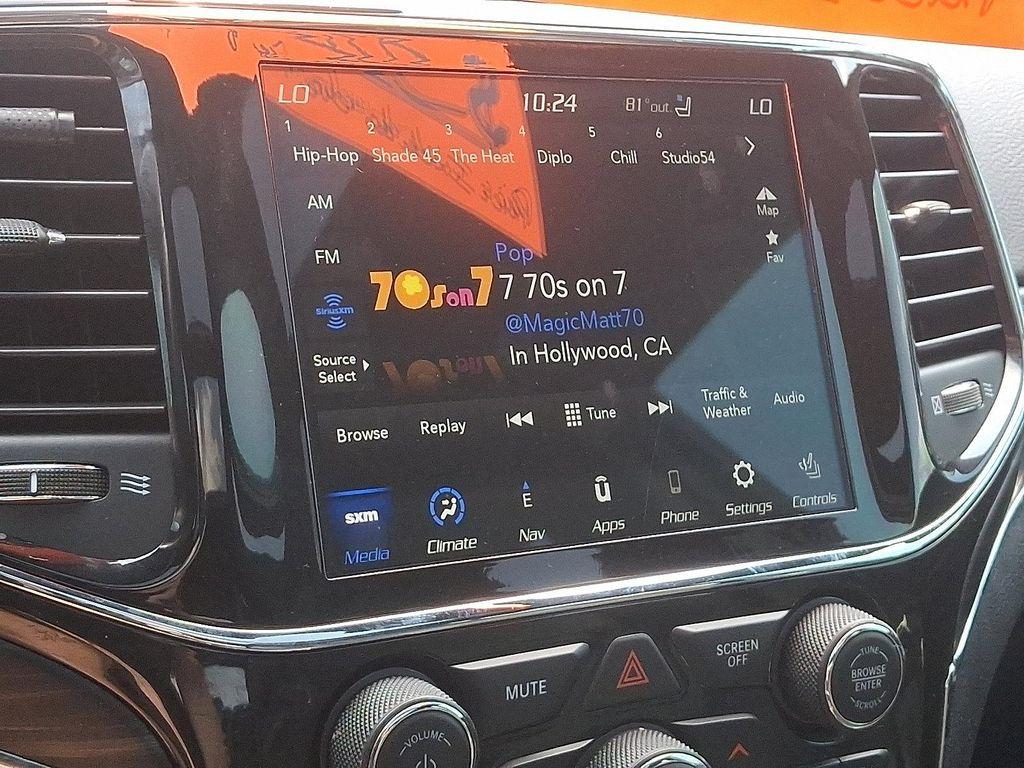 LO 10:24 81°out. LO
1 2 3 4 5 6
Hip-Hop Shade 45 The Heat Diplo Chill Studio54
AM
Map
FM
Fav
Pop
70s on 7 7 70s on 7
siriusxm
@MagicMatt70
In Hollywood, CA
Source
Select
Traffic &
Weather
Audio
Browse Replay Tune
sxm
E
Media Climate Nav Apps Phone Settings Controls
MUTE
SCREEN
OFF
VOLUME
TUNE
BROWSE
ENTER
SCROLL